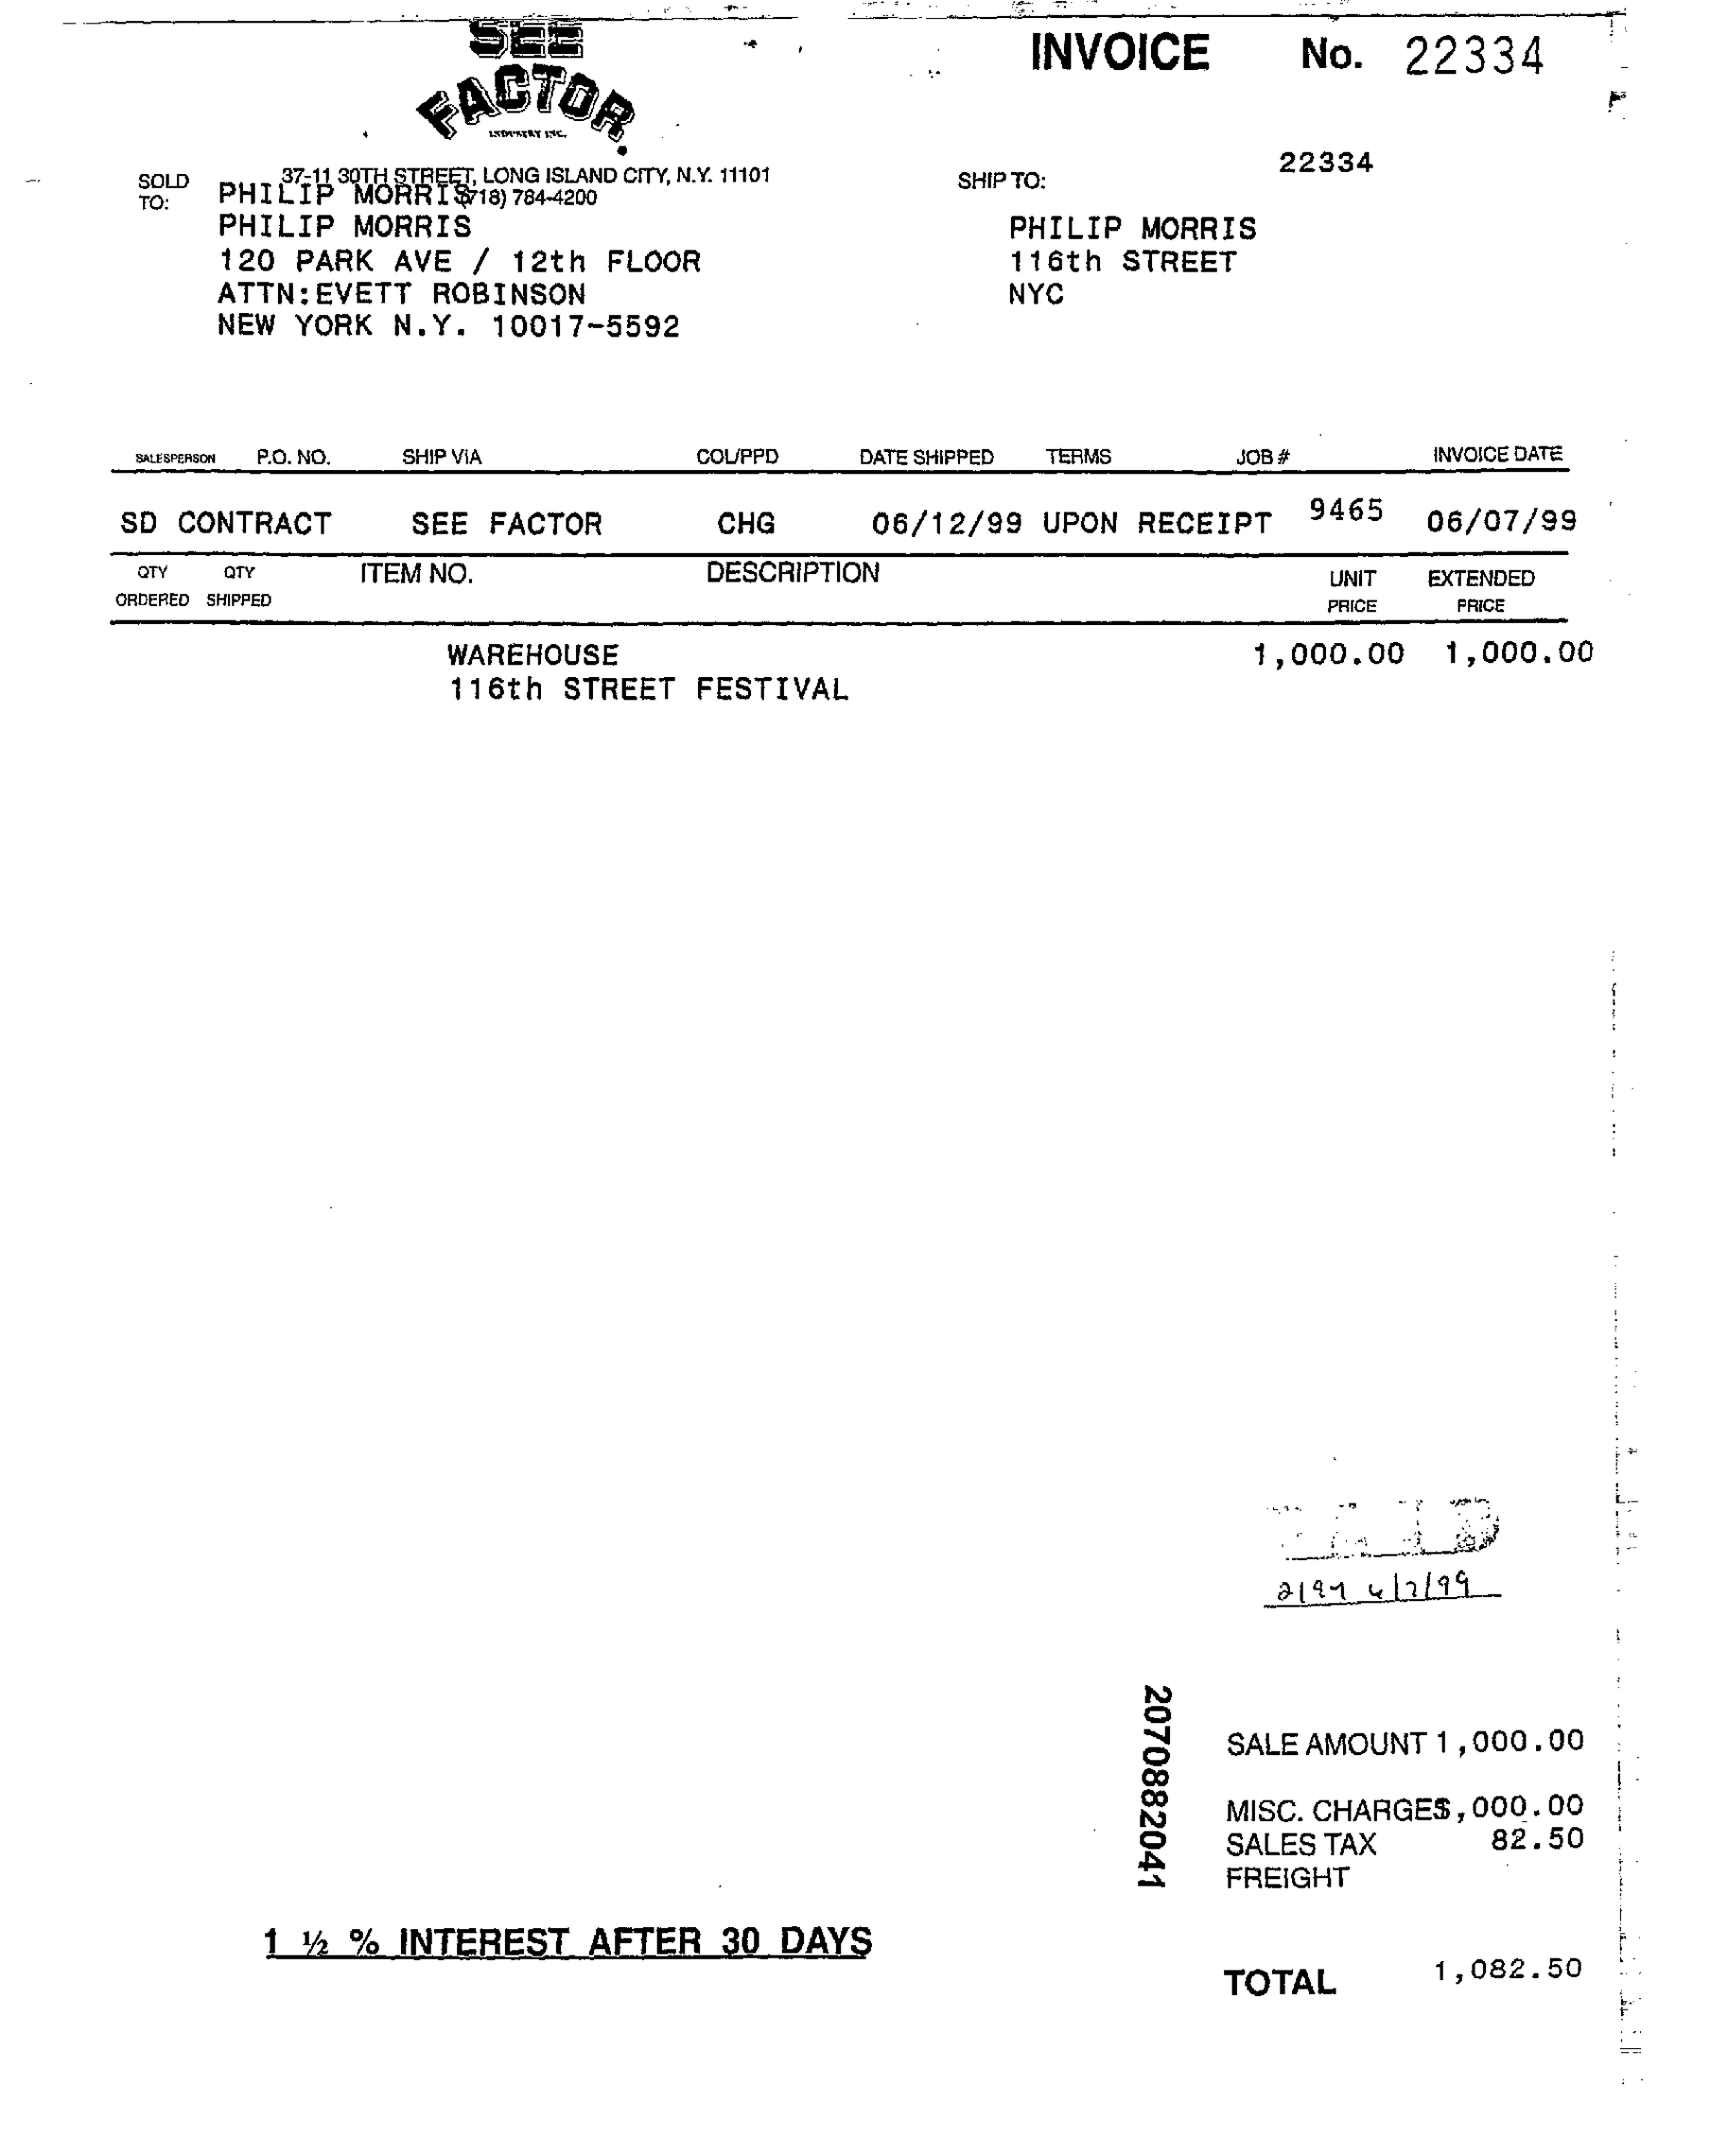 SEE
FACTOR
INDUSTRY INC.
INVOICE No. 22334
37-11 30TH STREET, LONG ISLAND CITY, N.Y. 11101
718) 784-4200
22334
SOLD TO:
PHILIP MORRIS
PHILIP MORRIS
120 PARK AVE / 12th FLOOR
ATTN:EVETT ROBINSON
NEW YORK N.Y. 10017-5592
SHIP TO:
PHILIP MORRIS
116th STREET
NYC
SALESPERSON P.O. NO. SHIP VIA COL/PPD DATE SHIPPED TERMS JOB # INVOICE DATE
SD CONTRACT SEE FACTOR CHG 06/12/99 UPON RECEIPT 9465 06/07/99
QTY ORDERED QTY SHIPPED ITEM NO. DESCRIPTION UNIT PRICE EXTENDED PRICE
WAREHOUSE 1,000.00 1,000.00
116th STREET FESTIVAL
2070882041
SALE AMOUNT 1,000.00
MISC. CHARGES ,000.00
SALES TAX 82.50
FREIGHT
1 ½ % INTEREST AFTER 30 DAYS
TOTAL 1,082.50